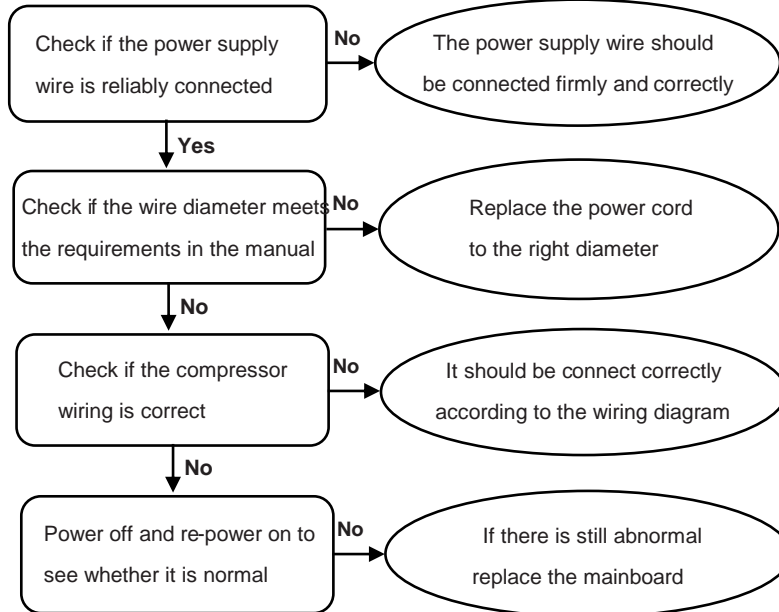 Check if the power supply
wire is reliably connected
No
The power supply wire should
be connected firmly and correctly
Yes
Check if the wire diameter meets
the requirements in the manual
No
Replace the power cord
to the right diameter
No
Check if the compressor
wiring is correct
No
It should be connect correctly
according to the wiring diagram
No
Power off and re-power on to
see whether it is normal
No
If there is still abnormal
replace the mainboard